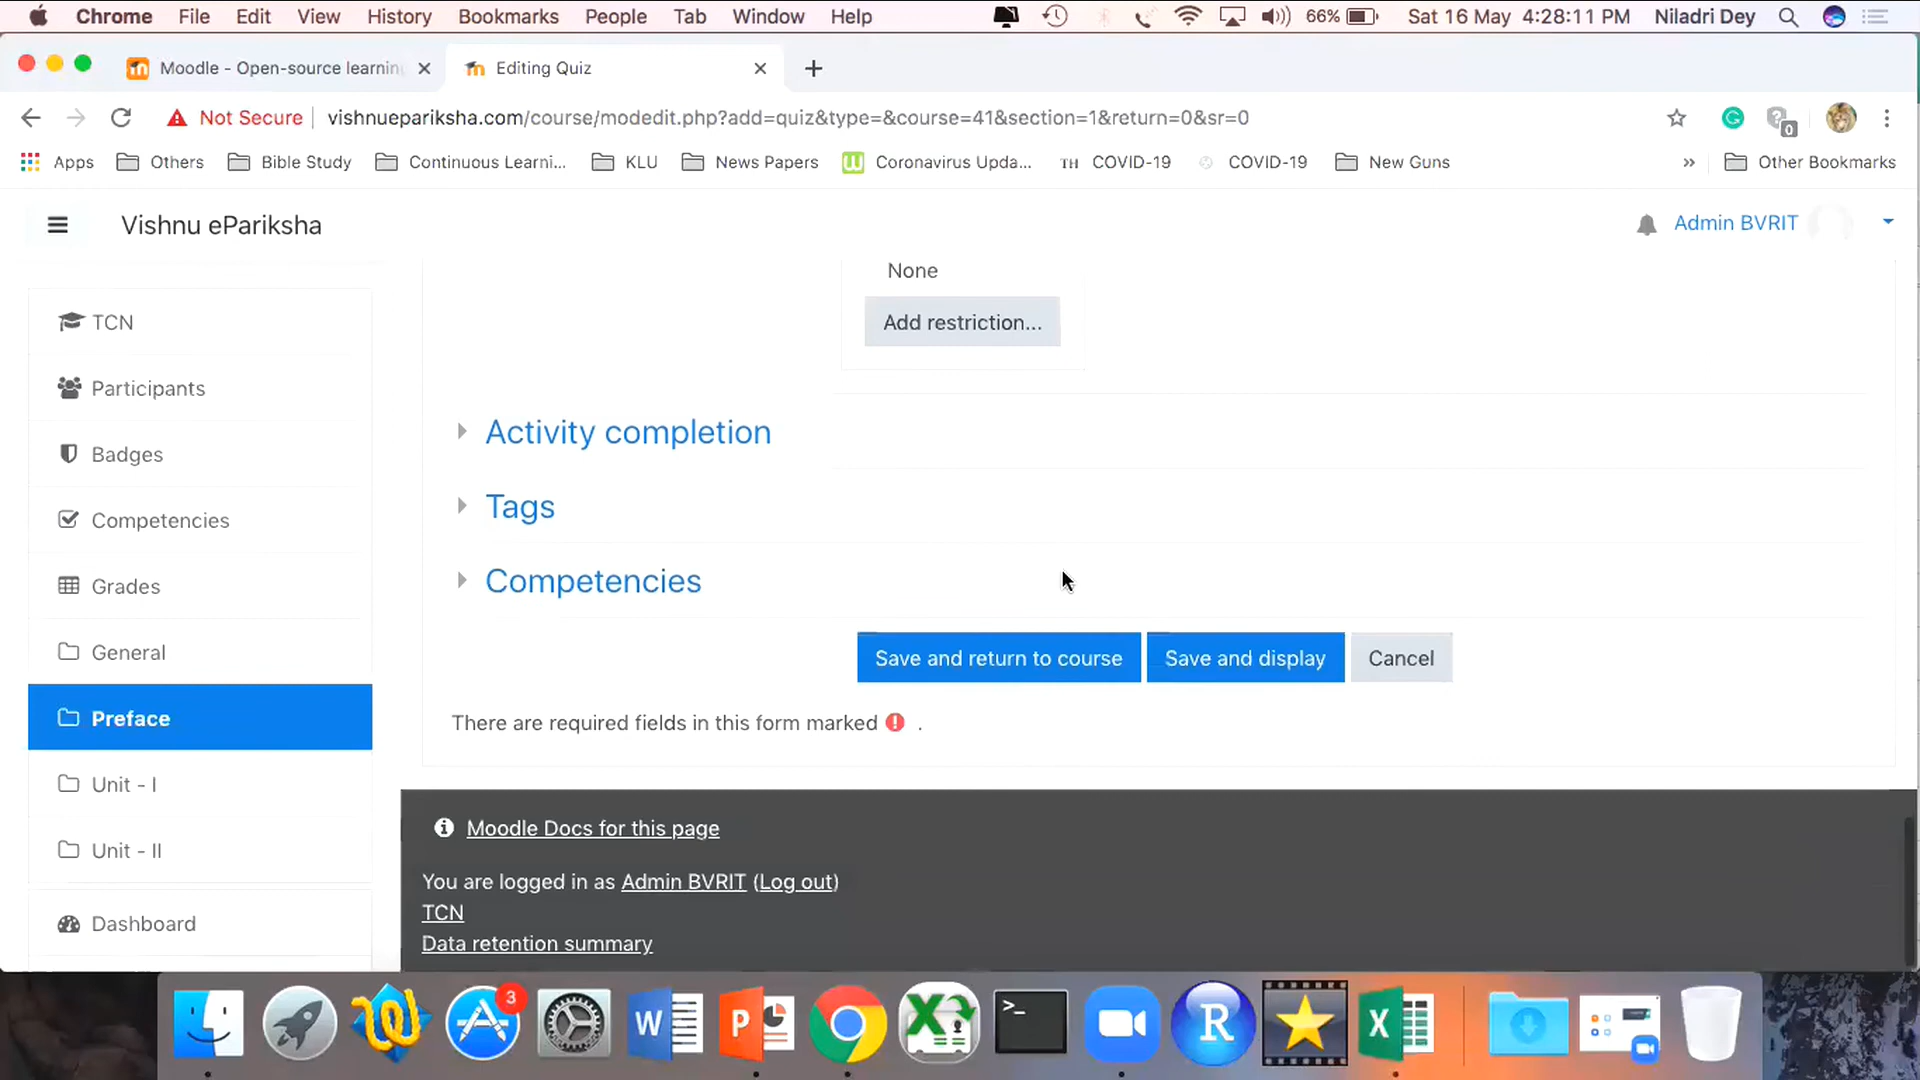 Chrome File Edit View History Bookmarks People Tab Window Help 66% Sat 16 May 4:28:11 PM Niladri Dey
Moodle - Open-source learning Editing Quiz
Not Secure vishnuepariksha.com/course/modedit.php?add=quiz&type=&course=41&section=1&return=0&sr=0 0
Apps Others Bible Study Continuous Learni... KLU News Papers Coronavirus Upda... TH COVID-19 COVID-19 New Guns » Other Bookmarks
Vishnu ePariksha Admin BVRIT
TCN
Participants
Badges
Competencies
Grades
General
Preface
Unit - I
Unit - II
Dashboard
None
Add restriction...
Activity completion
Tags
Competencies
Save and return to course Save and display Cancel
There are required fields in this form marked .
Moodle Docs for this page
You are logged in as Admin BVRIT (Log out)
TCN
Data retention summary
3
W P X >_ R X